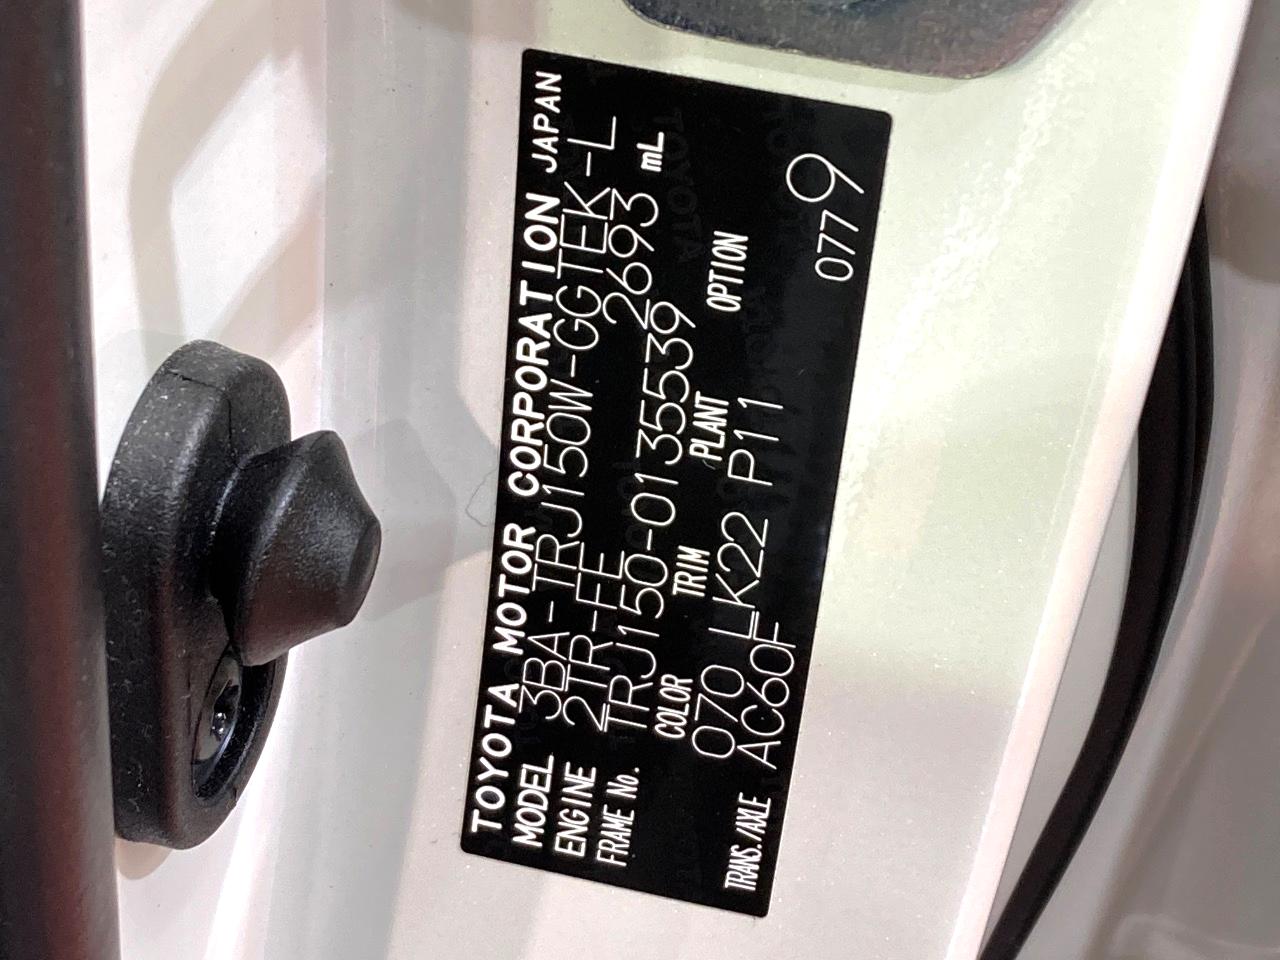 TOYOTA MOTOR CORPORATION JAPAN
MODEL 3BA-TRJ150W-GGTEK-L
ENGINE 2TR-FE 2693 mL
FRAME No. TRJ150-0135539
COLOR TRIM PLANT OPTION
070 LK22 P11
TRANS./AXLE AC60F
0779